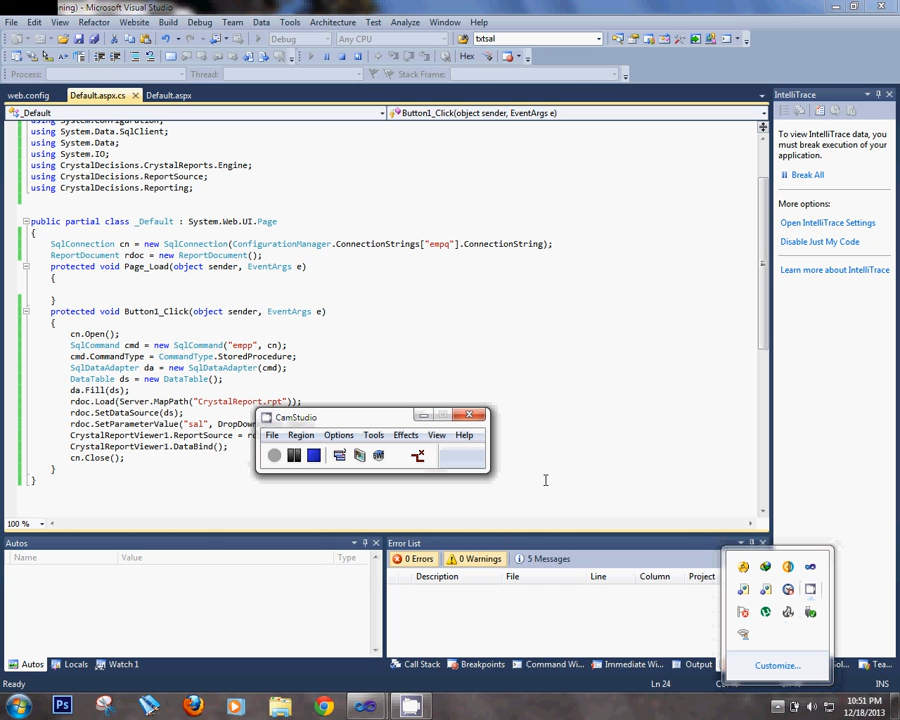 ning) - Microsoft Visual Studio
File Edit View Refactor Website Build Debug Team Data Tools Architecture Test Analyze Window Help
Debug Any CPU txtsal
Hex
Process: Thread: Stack Frame:
web.config Default.aspx.cs Default.aspx
_Default Button1_Click(object sender, EventArgs e)
using System.Configuration;
using System.Data.SqlClient;
using System.Data;
using System.IO;
using CrystalDecisions.CrystalReports.Engine;
using CrystalDecisions.ReportSource;
using CrystalDecisions.Reporting;
public partial class _Default : System.Web.UI.Page
{
SqlConnection cn = new SqlConnection(ConfigurationManager.ConnectionStrings["empq"].ConnectionString);
ReportDocument rdoc = new ReportDocument();
protected void Page_Load(object sender, EventArgs e)
{
}
protected void Button1_Click(object sender, EventArgs e)
{
cn.Open();
SqlCommand cmd = new SqlCommand("empp", cn);
cmd.CommandType = CommandType.StoredProcedure;
SqlDataAdapter da = new SqlDataAdapter(cmd);
DataTable ds = new DataTable();
da.Fill(ds);
rdoc.Load(Server.MapPath("CrystalReport.rpt"));
rdoc.SetDataSource(ds);
rdoc.SetParameterValue("sal", DropDow
CrystalReportViewer1.ReportSource = rd
CrystalReportViewer1.DataBind();
cn.Close();
}
}
100 %
CamStudio
File Region Options Tools Effects View Help
IntelliTrace
To view IntelliTrace data, you
must break execution of your
application.
Break All
More options:
Open IntelliTrace Settings
Disable Just My Code
Learn more about IntelliTrace
Autos
Name Value Type
Error List
0 Errors 0 Warnings 5 Messages
Description File Line Column Project
Customize...
Autos Locals Watch 1
Call Stack Breakpoints Command Wi... Immediate Wi... Output Sol... Tea...
Ready Ln 24 INS
Ps
10:51 PM
12/18/2013